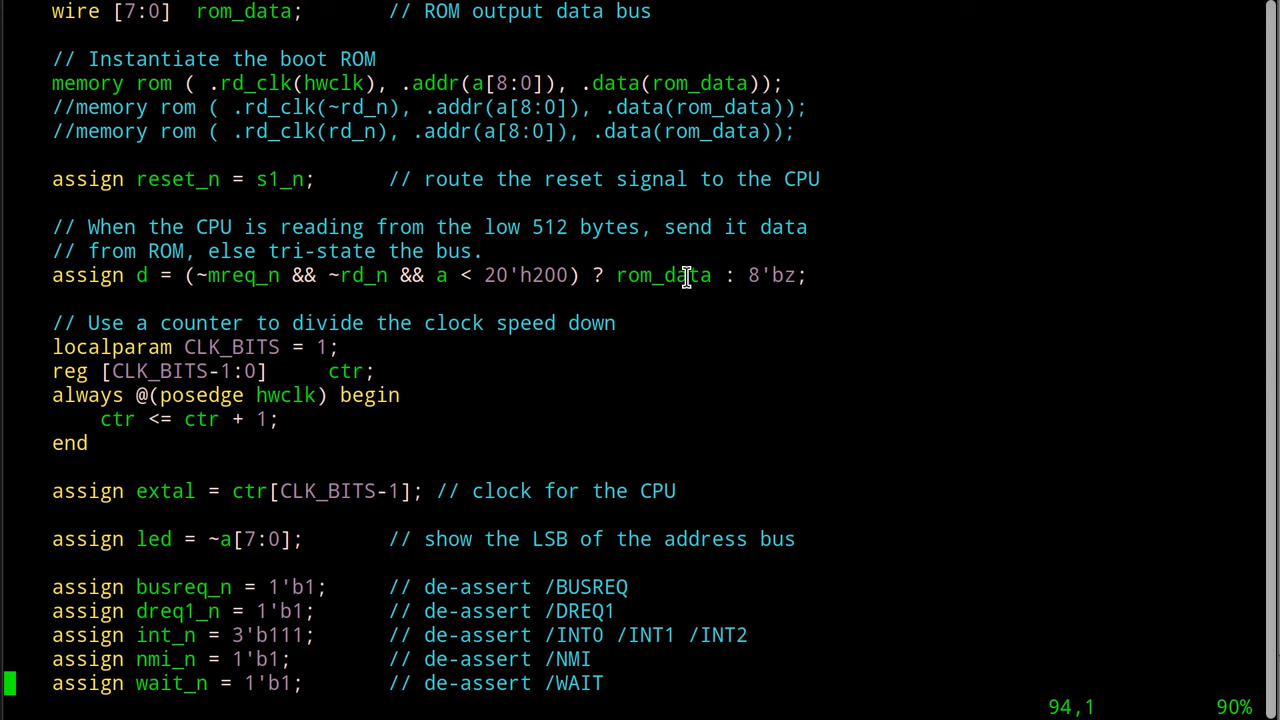 wire [7:0]  rom_data;       // ROM output data bus
// Instantiate the boot ROM
memory rom ( .rd_clk(hwclk), .addr(a[8:0]), .data(rom_data));
//memory rom ( .rd_clk(~rd_n), .addr(a[8:0]), .data(rom_data));
//memory rom ( .rd_clk(rd_n), .addr(a[8:0]), .data(rom_data));
assign reset_n = s1_n;      // route the reset signal to the CPU
// When the CPU is reading from the low 512 bytes, send it data
// from ROM, else tri-state the bus.
assign d = (~mreq_n && ~rd_n && a < 20'h200) ? rom_data : 8'bz;
// Use a counter to divide the clock speed down
localparam CLK_BITS = 1;
reg [CLK_BITS-1:0]     ctr;
always @(posedge hwclk) begin
    ctr <= ctr + 1;
end
assign extal = ctr[CLK_BITS-1]; // clock for the CPU
assign led = ~a[7:0];       // show the LSB of the address bus
assign busreq_n = 1'b1;     // de-assert /BUSREQ
assign dreq1_n = 1'b1;      // de-assert /DREQ1
assign int_n = 3'b111;      // de-assert /INT0 /INT1 /INT2
assign nmi_n = 1'b1;        // de-assert /NMI
assign wait_n = 1'b1;       // de-assert /WAIT
94,1          90%